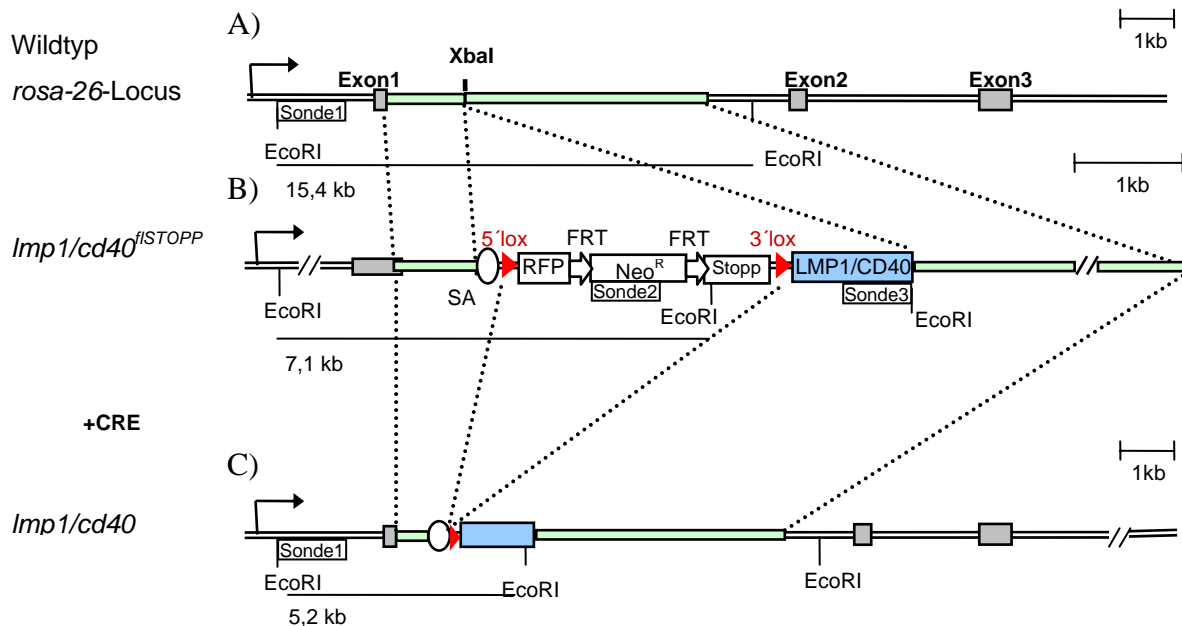 A)
1kb
Wildtyp
rosa-26-Locus
Exon1
XbaI
Exon2
Exon3
Sonde1
EcoRI
EcoRI
15,4 kb
1kb
B)
lmp1/cd40flSTOPP
5´lox
FRT
FRT
3´lox
RFP
NeoR
Stopp
LMP1/CD40
Sonde2
Sonde3
EcoRI
SA
EcoRI
EcoRI
7,1 kb
+CRE
1kb
C)
lmp1/cd40
Sonde1
EcoRI
EcoRI
EcoRI
5,2 kb